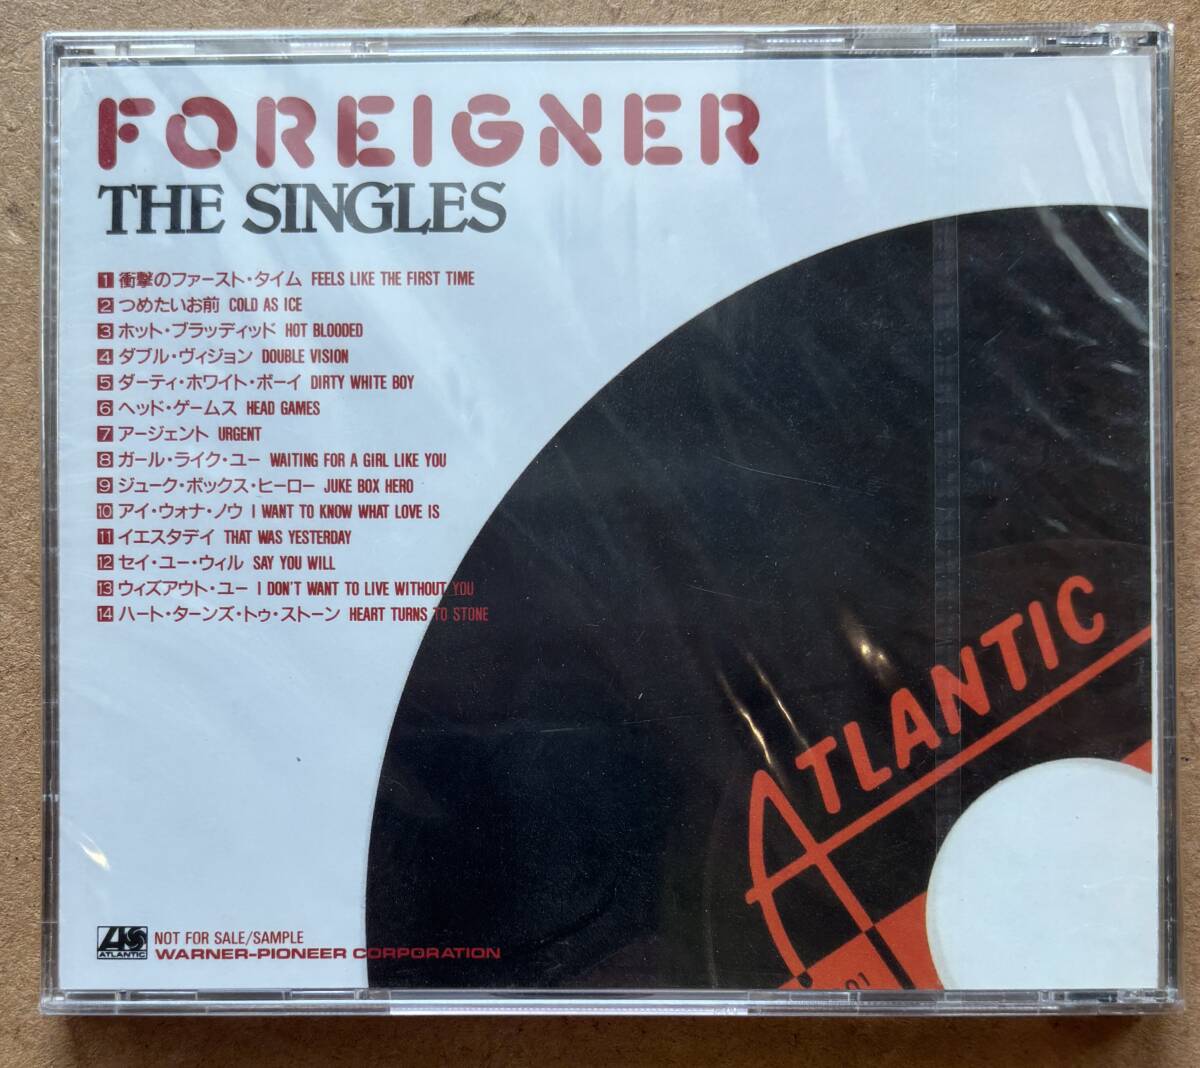 FOREIGNER
THE SINGLES
1 衝撃のファースト・タイム FEELS LIKE THE FIRST TIME
2 つめたいお前 COLD AS ICE
3 ホット・ブラッディッド HOT BLOODED
4 ダブル・ヴィジョン DOUBLE VISION
5 ダーティ・ホワイト・ボーイ DIRTY WHITE BOY
6 ヘッド・ゲームス HEAD GAMES
7 アージェント URGENT
8 ガール・ライク・ユー WAITING FOR A GIRL LIKE YOU
9 ジューク・ボックス・ヒーロー JUKE BOX HERO
10 アイ・ウォナ・ノウ I WANT TO KNOW WHAT LOVE IS
11 イエスタデイ THAT WAS YESTERDAY
12 セイ・ユー・ウィル SAY YOU WILL
13 ウィズアウト・ユー I DON'T WANT TO LIVE WITHOUT YOU
14 ハート・ターンズ・トゥ・ストーン HEART TURNS TO STONE
ATLANTIC
ATLANTIC
NOT FOR SALE/SAMPLE
WARNER-PIONEER CORPORATION